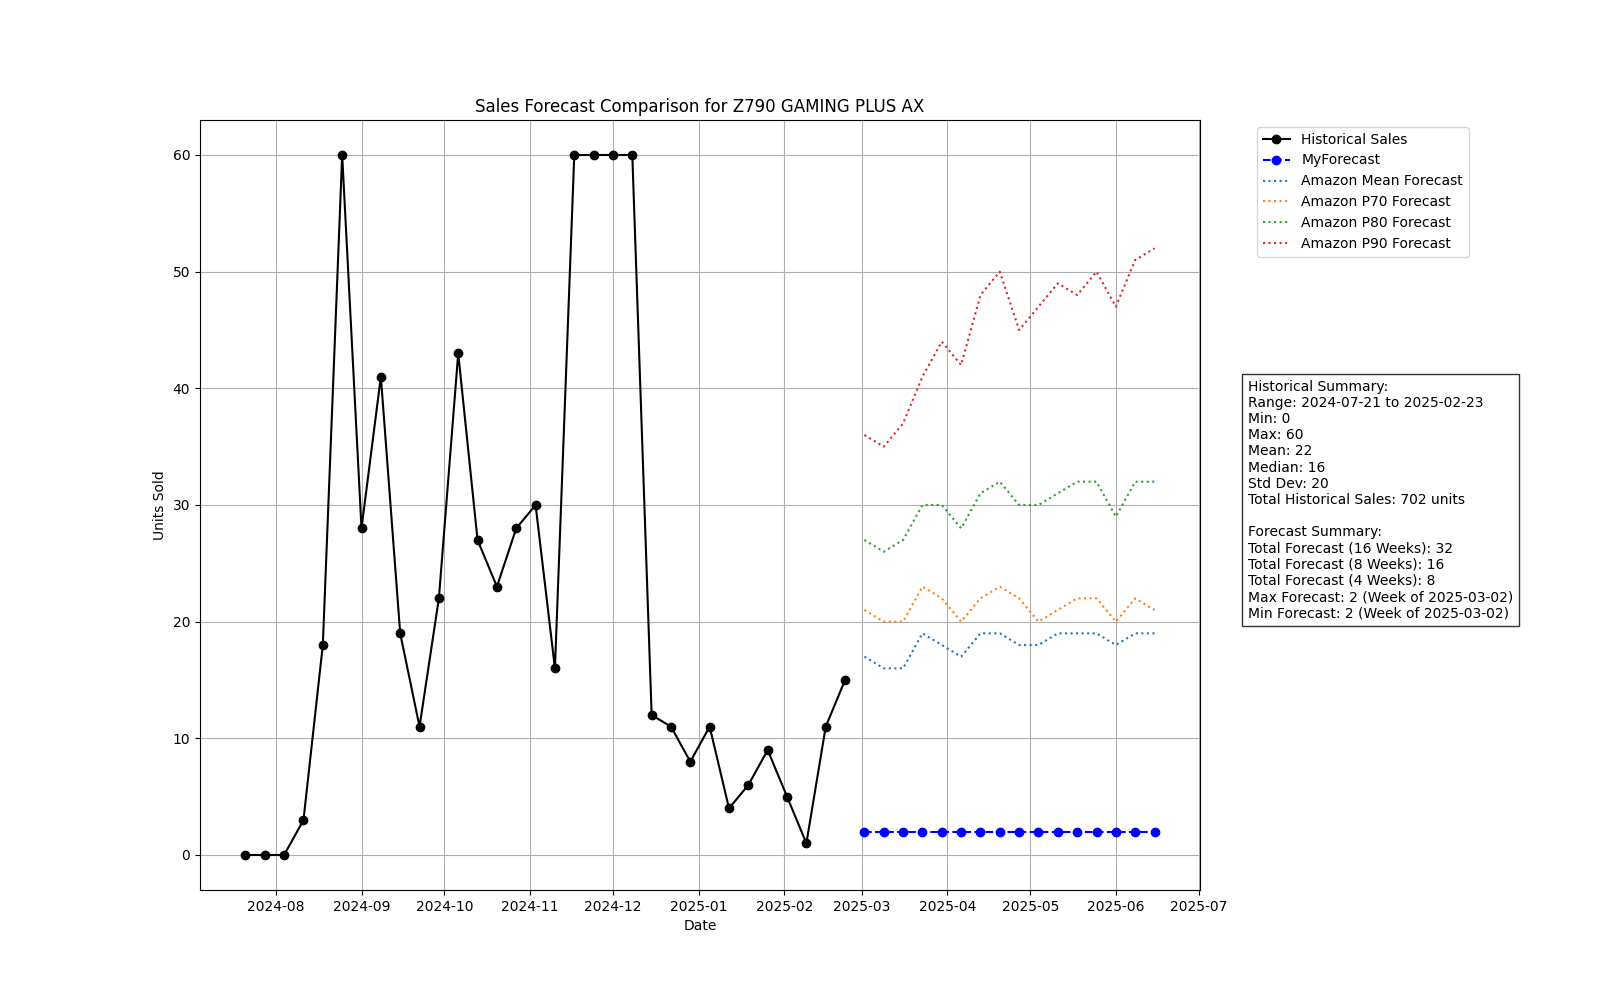 Sales Forecast Comparison for Z790 GAMING PLUS AX
Units Sold
60
50
40
30
20
10
0
2024-08
2024-09
2024-10
2024-11
2024-12
2025-01
2025-02
2025-03
2025-04
2025-05
2025-06
2025-07
Date
Historical Sales
MyForecast
Amazon Mean Forecast
Amazon P70 Forecast
Amazon P80 Forecast
Amazon P90 Forecast
Historical Summary:
Range: 2024-07-21 to 2025-02-23
Min: 0
Max: 60
Mean: 22
Median: 16
Std Dev: 20
Total Historical Sales: 702 units
Forecast Summary:
Total Forecast (16 Weeks): 32
Total Forecast (8 Weeks): 16
Total Forecast (4 Weeks): 8
Max Forecast: 2 (Week of 2025-03-02)
Min Forecast: 2 (Week of 2025-03-02)